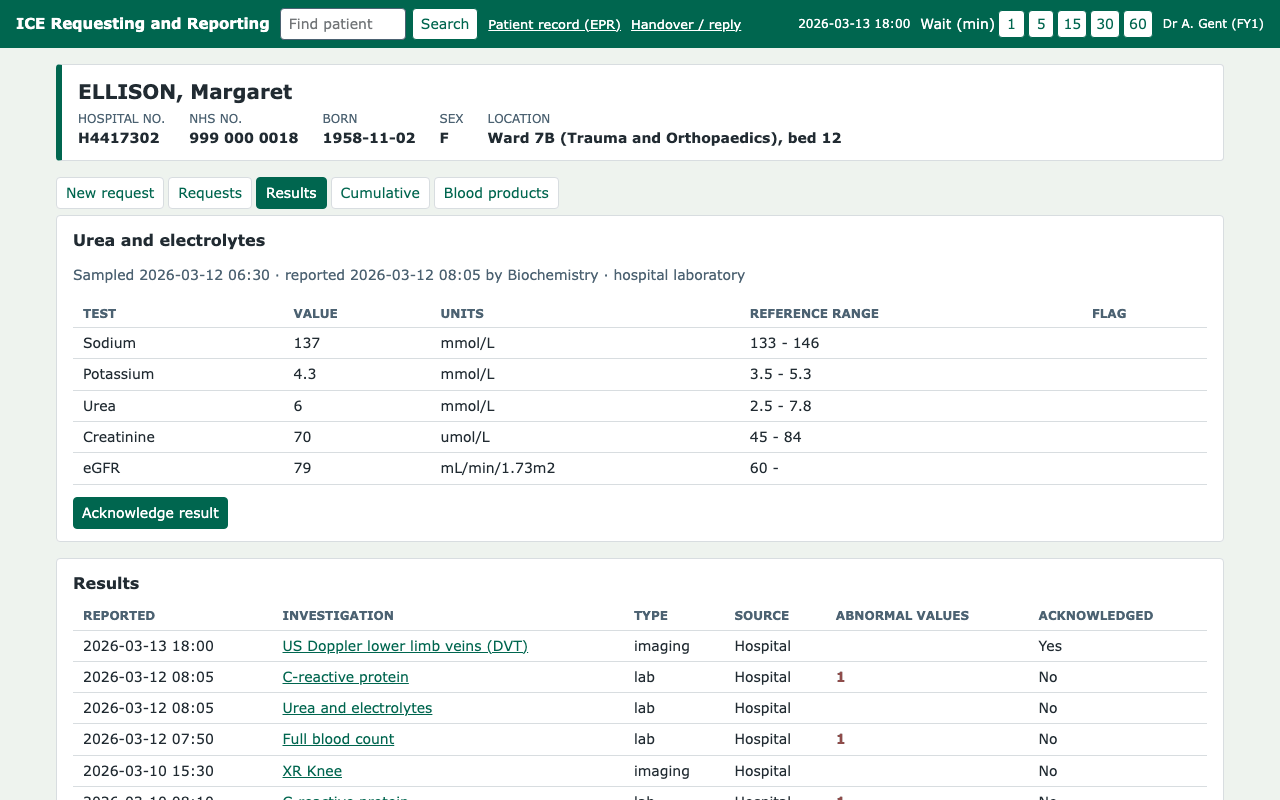 ICE Requesting and Reporting Find patient Search Patient record (EPR) Handover / reply 2026-03-13 18:00 Wait (min) 1 5 15 30 60 Dr A. Gent (FY1)
ELLISON, Margaret
HOSPITAL NO. NHS NO. BORN SEX LOCATION
H4417302 999 000 0018 1958-11-02 F Ward 7B (Trauma and Orthopaedics), bed 12
New request Requests Results Cumulative Blood products
Urea and electrolytes
Sampled 2026-03-12 06:30 · reported 2026-03-12 08:05 by Biochemistry · hospital laboratory
TEST VALUE UNITS REFERENCE RANGE FLAG
Sodium 137 mmol/L 133 - 146
Potassium 4.3 mmol/L 3.5 - 5.3
Urea 6 mmol/L 2.5 - 7.8
Creatinine 70 umol/L 45 - 84
eGFR 79 mL/min/1.73m2 60 -
Acknowledge result
Results
REPORTED INVESTIGATION TYPE SOURCE ABNORMAL VALUES ACKNOWLEDGED
2026-03-13 18:00 US Doppler lower limb veins (DVT) imaging Hospital Yes
2026-03-12 08:05 C-reactive protein lab Hospital 1 No
2026-03-12 08:05 Urea and electrolytes lab Hospital No
2026-03-12 07:50 Full blood count lab Hospital 1 No
2026-03-10 15:30 XR Knee imaging Hospital No